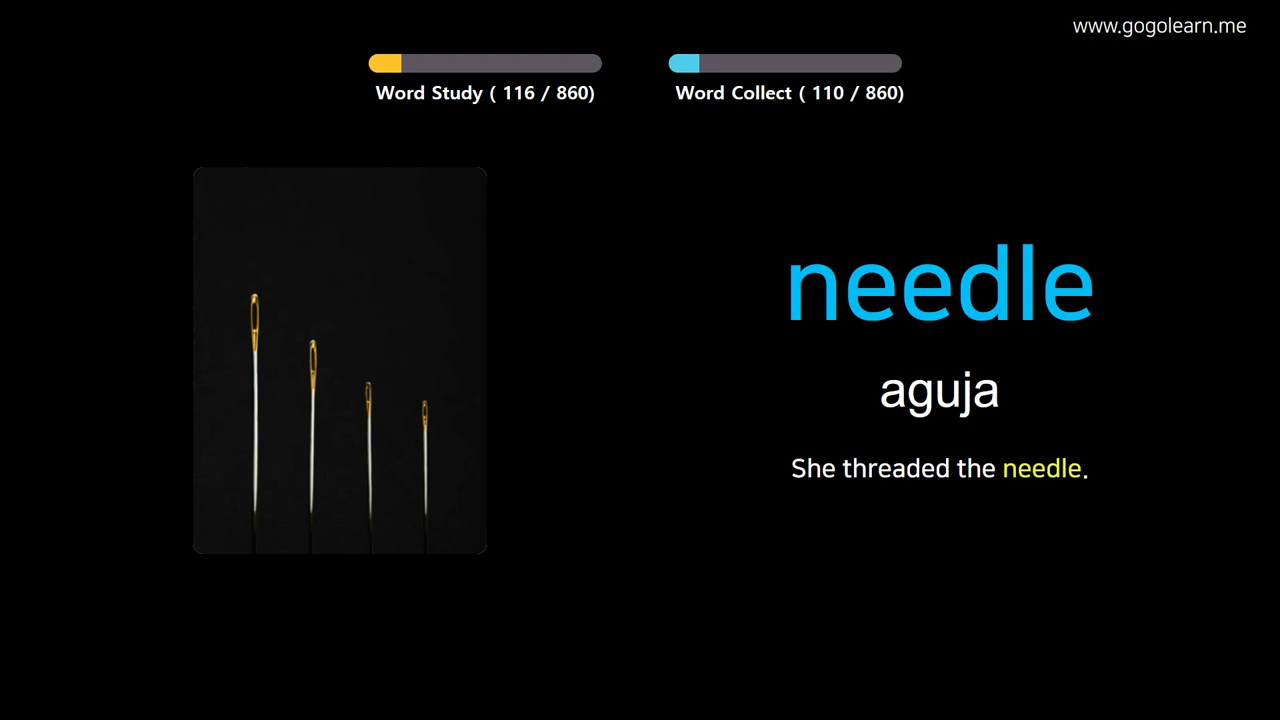 www.gogolearn.me
Word Study ( 116 / 860)
Word Collect ( 110 / 860)
needle
aguja
She threaded the needle.